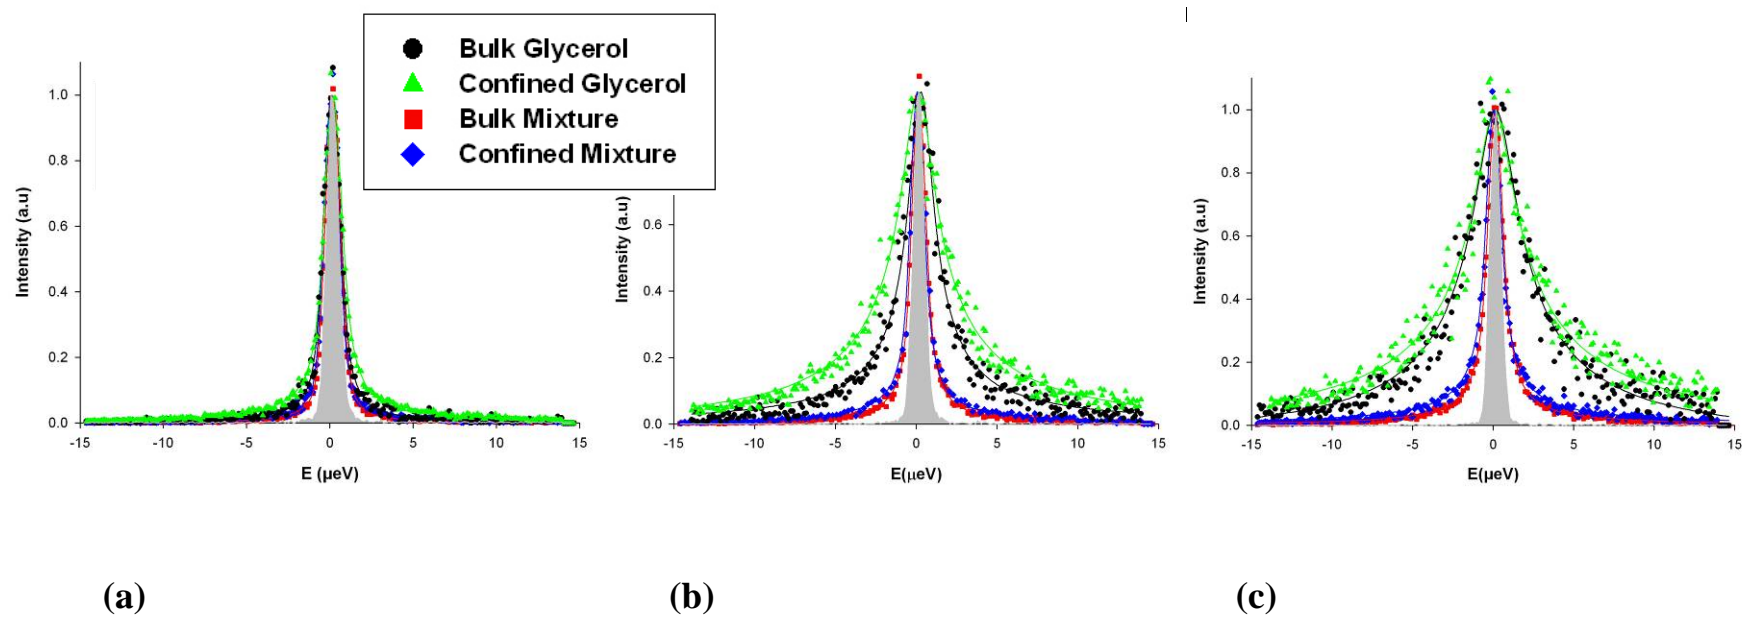 Bulk Glycerol
Confined Glycerol
Bulk Mixture
Confined Mixture
1.0
0.8
0.6
0.4
0.2
0.0
Intensity (a.u)
-15 -10 -5 0 5 10 15
E (µeV)
0.6
0.4
0.2
0.0
Intensity (a.u)
-15 -10 -5 0 5 10 15
E(µeV)
1.0
0.8
0.6
0.4
0.2
0.0
Intensity (a.u)
-15 -10 -5 0 5 10 15
E(µeV)
(a) (b) (c)